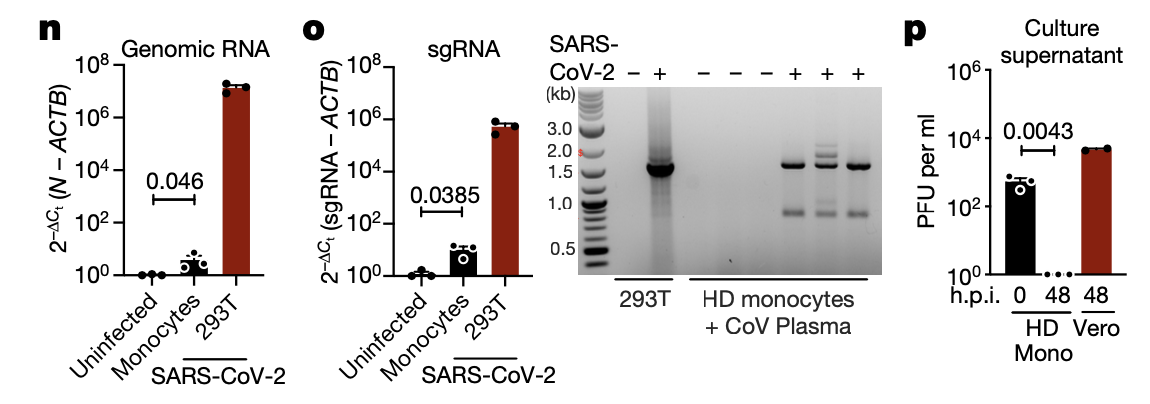 n
Genomic RNA
2^−ΔCt (N − ACTB)
10^8
10^6
10^4
10^2
10^0
0.046
Uninfected
Monocytes
293T
SARS-CoV-2
o
sgRNA
2^−ΔCt (sgRNA − ACTB)
10^8
10^6
10^4
10^2
10^0
0.0385
Uninfected
Monocytes
293T
SARS-CoV-2
SARS-
CoV-2 − + − − − + + +
(kb)
3.0
2.0
1.5
1.0
0.5
293T HD monocytes
+ CoV Plasma
p
Culture
supernatant
PFU per ml
10^6
10^4
10^2
10^0
0.0043
h.p.i. 0 48 48
HD Vero
Mono